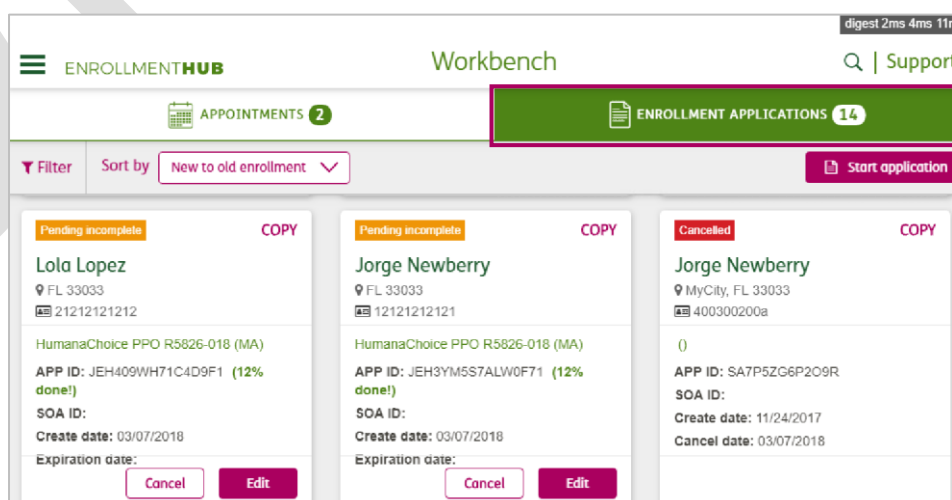 digest 2ms 4ms 11m
ENROLLMENTHUB
Workbench
Support
APPOINTMENTS 2
ENROLLMENT APPLICATIONS 14
Filter
Sort by
New to old enrollment
Start application
Pending incomplete
COPY
Lola Lopez
FL 33033
21212121212
HumanaChoice PPO R5826-018 (MA)
APP ID: JEH409WH71C4D9F1 (12%
done!)
SOA ID:
Create date: 03/07/2018
Expiration date:
Cancel
Edit
Pending incomplete
COPY
Jorge Newberry
FL 33033
12121212121
HumanaChoice PPO R5826-018 (MA)
APP ID: JEH3YM5S7ALW0F71 (12%
done!)
SOA ID:
Create date: 03/07/2018
Expiration date:
Cancel
Edit
Cancelled
COPY
Jorge Newberry
MyCity, FL 33033
400300200a
()
APP ID: SA7P5ZG6P2O9R
SOA ID:
Create date: 11/24/2017
Cancel date: 03/07/2018